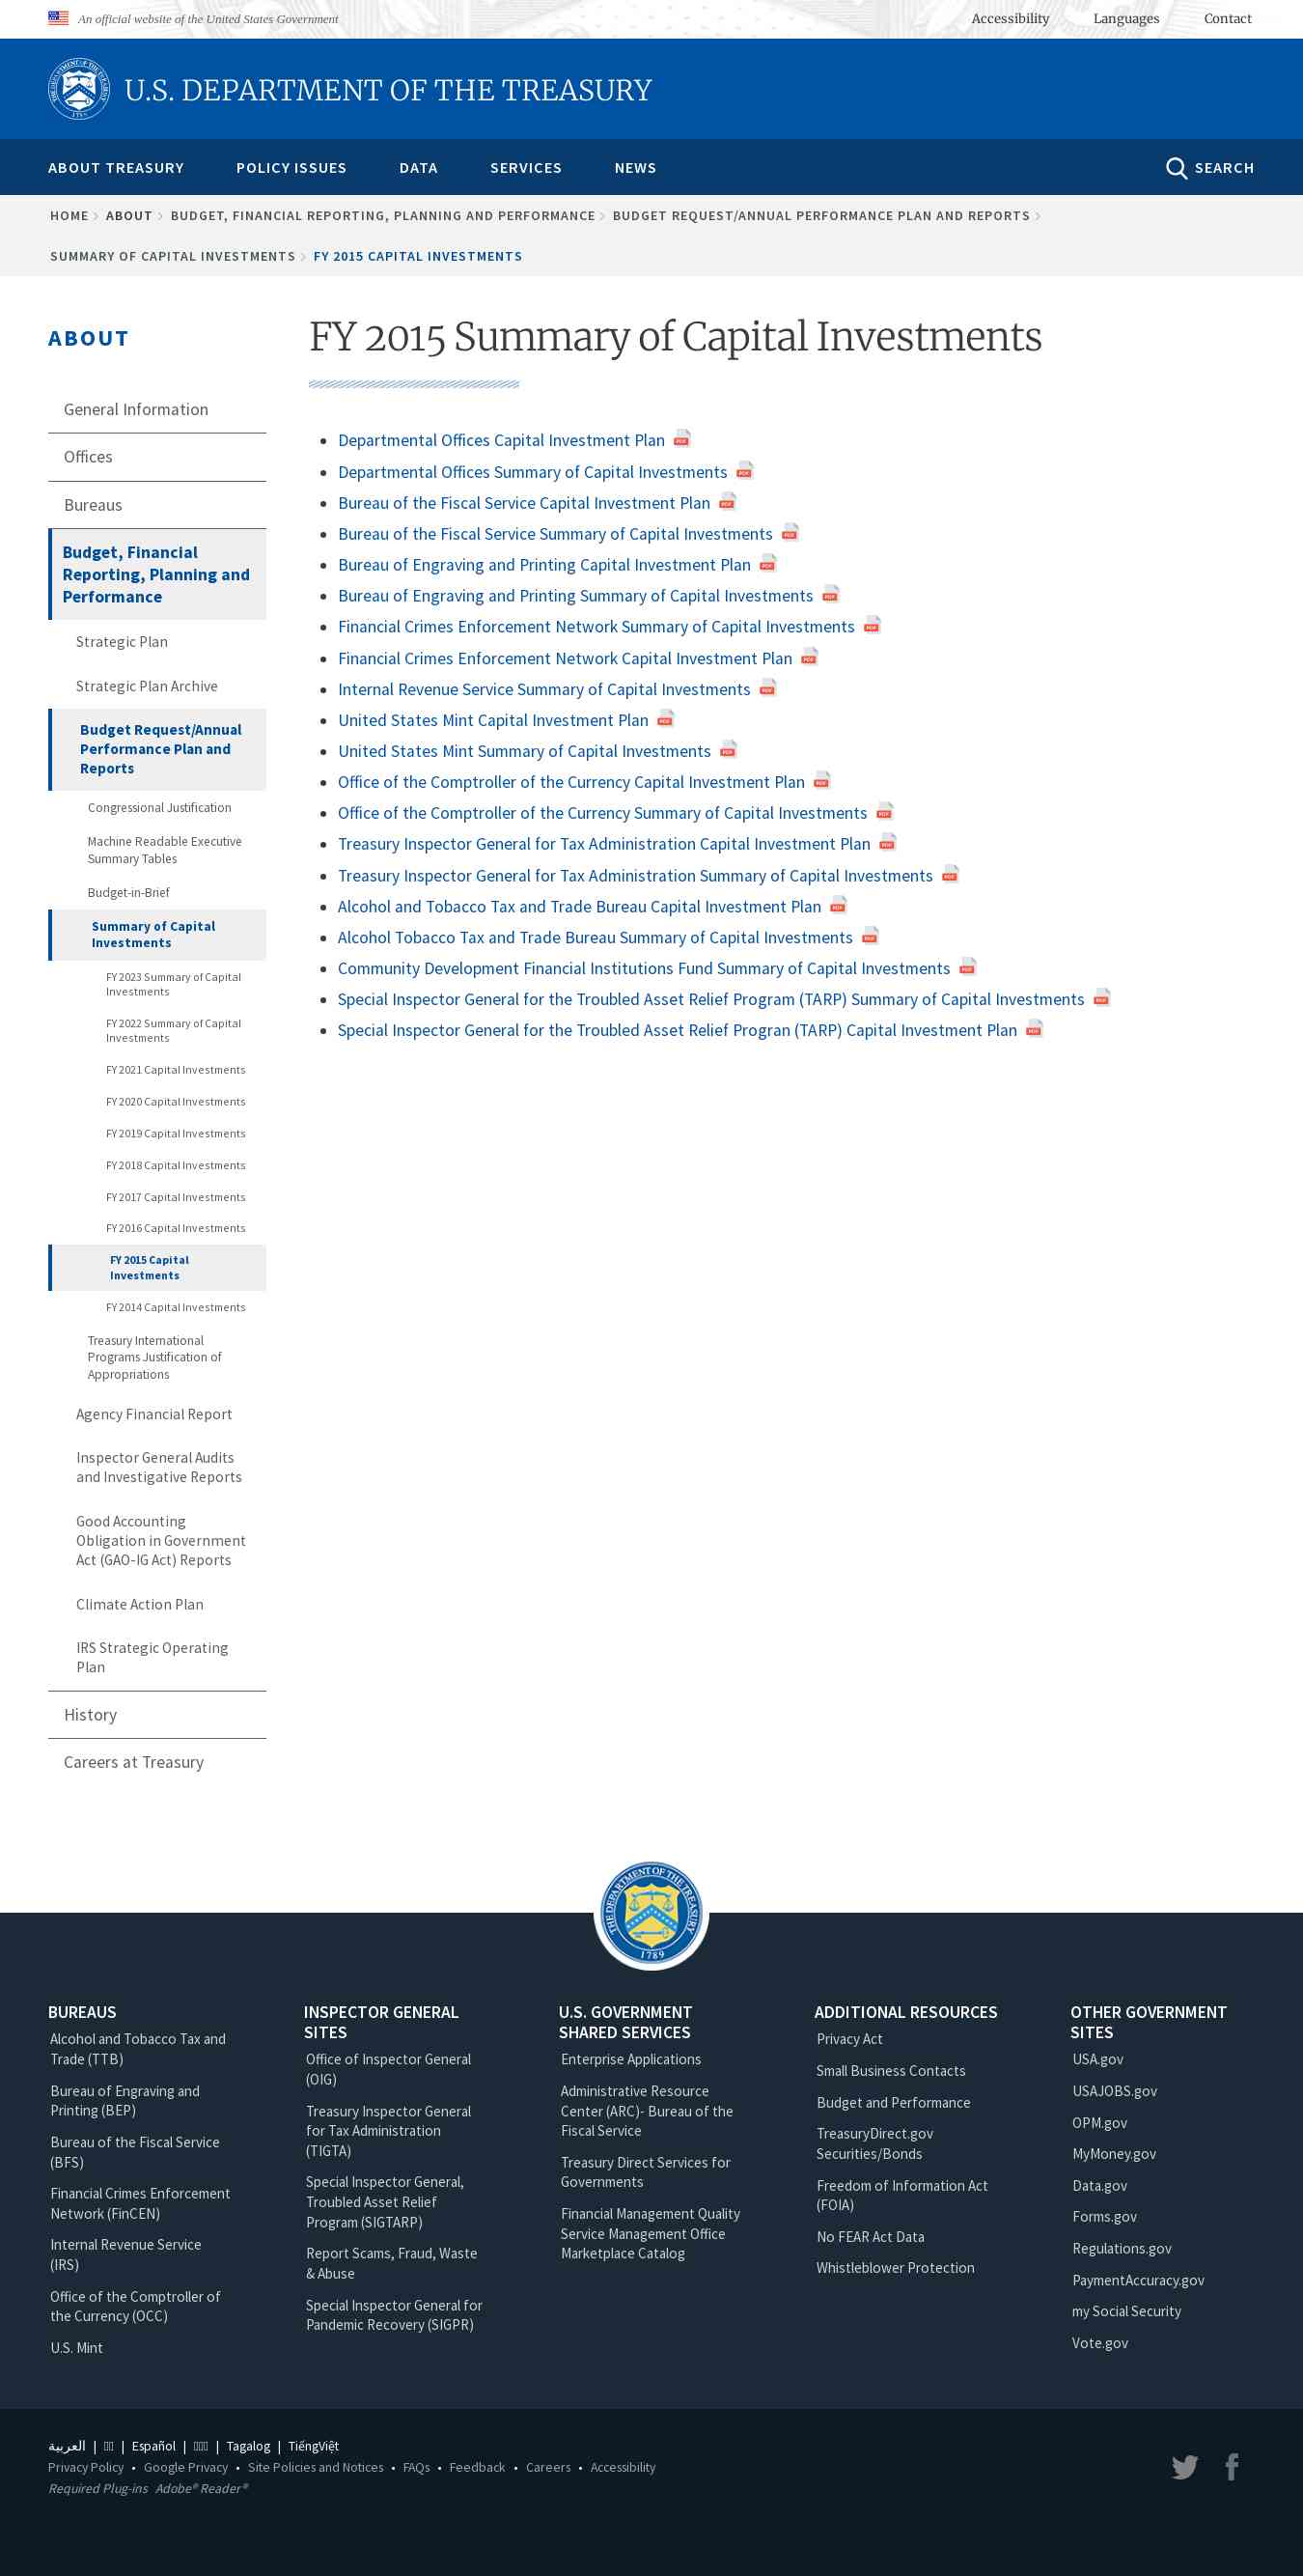 An official website of the United States Government
Accessibility Languages Contact
U.S. DEPARTMENT OF THE TREASURY
ABOUT TREASURY POLICY ISSUES DATA SERVICES NEWS SEARCH
HOME ABOUT BUDGET, FINANCIAL REPORTING, PLANNING AND PERFORMANCE BUDGET REQUEST/ANNUAL PERFORMANCE PLAN AND REPORTS
SUMMARY OF CAPITAL INVESTMENTS FY 2015 CAPITAL INVESTMENTS
ABOUT
General Information
Offices
Bureaus
Budget, Financial
Reporting, Planning and
Performance
Strategic Plan
Strategic Plan Archive
Budget Request/Annual
Performance Plan and
Reports
Congressional Justification
Machine Readable Executive
Summary Tables
Budget-in-Brief
Summary of Capital
Investments
FY 2023 Summary of Capital
Investments
FY 2022 Summary of Capital
Investments
FY 2021 Capital Investments
FY 2020 Capital Investments
FY 2019 Capital Investments
FY 2018 Capital Investments
FY 2017 Capital Investments
FY 2016 Capital Investments
FY 2015 Capital
Investments
FY 2014 Capital Investments
Treasury International
Programs Justification of
Appropriations
Agency Financial Report
Inspector General Audits
and Investigative Reports
Good Accounting
Obligation in Government
Act (GAO-IG Act) Reports
Climate Action Plan
IRS Strategic Operating
Plan
History
Careers at Treasury
FY 2015 Summary of Capital Investments
Departmental Offices Capital Investment Plan
Departmental Offices Summary of Capital Investments
Bureau of the Fiscal Service Capital Investment Plan
Bureau of the Fiscal Service Summary of Capital Investments
Bureau of Engraving and Printing Capital Investment Plan
Bureau of Engraving and Printing Summary of Capital Investments
Financial Crimes Enforcement Network Summary of Capital Investments
Financial Crimes Enforcement Network Capital Investment Plan
Internal Revenue Service Summary of Capital Investments
United States Mint Capital Investment Plan
United States Mint Summary of Capital Investments
Office of the Comptroller of the Currency Capital Investment Plan
Office of the Comptroller of the Currency Summary of Capital Investments
Treasury Inspector General for Tax Administration Capital Investment Plan
Treasury Inspector General for Tax Administration Summary of Capital Investments
Alcohol and Tobacco Tax and Trade Bureau Capital Investment Plan
Alcohol Tobacco Tax and Trade Bureau Summary of Capital Investments
Community Development Financial Institutions Fund Summary of Capital Investments
Special Inspector General for the Troubled Asset Relief Program (TARP) Summary of Capital Investments
Special Inspector General for the Troubled Asset Relief Progran (TARP) Capital Investment Plan
THE DEPARTMENT OF THE TREASURY
1789
BUREAUS
Alcohol and Tobacco Tax and
Trade (TTB)
Bureau of Engraving and
Printing (BEP)
Bureau of the Fiscal Service
(BFS)
Financial Crimes Enforcement
Network (FinCEN)
Internal Revenue Service
(IRS)
Office of the Comptroller of
the Currency (OCC)
U.S. Mint
INSPECTOR GENERAL
SITES
Office of Inspector General
(OIG)
Treasury Inspector General
for Tax Administration
(TIGTA)
Special Inspector General,
Troubled Asset Relief
Program (SIGTARP)
Report Scams, Fraud, Waste
& Abuse
Special Inspector General for
Pandemic Recovery (SIGPR)
U.S. GOVERNMENT
SHARED SERVICES
Enterprise Applications
Administrative Resource
Center (ARC)- Bureau of the
Fiscal Service
Treasury Direct Services for
Governments
Financial Management Quality
Service Management Office
Marketplace Catalog
ADDITIONAL RESOURCES
Privacy Act
Small Business Contacts
Budget and Performance
TreasuryDirect.gov
Securities/Bonds
Freedom of Information Act
(FOIA)
No FEAR Act Data
Whistleblower Protection
OTHER GOVERNMENT
SITES
USA.gov
USAJOBS.gov
OPM.gov
MyMoney.gov
Data.gov
Forms.gov
Regulations.gov
PaymentAccuracy.gov
my Social Security
Vote.gov
العربية | | Español | | Tagalog | TiếngViệt
Privacy Policy • Google Privacy • Site Policies and Notices • FAQs • Feedback • Careers • Accessibility
Required Plug-ins Adobe® Reader®